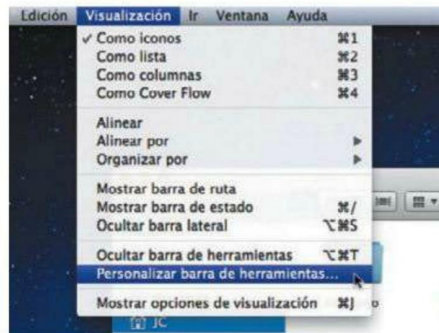 Edición Visualización Ir Ventana Ayuda
✓ Como iconos ⌘1
Como lista ⌘2
Como columnas ⌘3
Como Cover Flow ⌘4
Alinear
Alinear por ▶
Organizar por ▶
Mostrar barra de ruta
Mostrar barra de estado ⌘/
Ocultar barra lateral ⌥⌘S
Ocultar barra de herramientas ⌥⌘T
Personalizar barra de herramientas...
Mostrar opciones de visualización ⌘J
JC